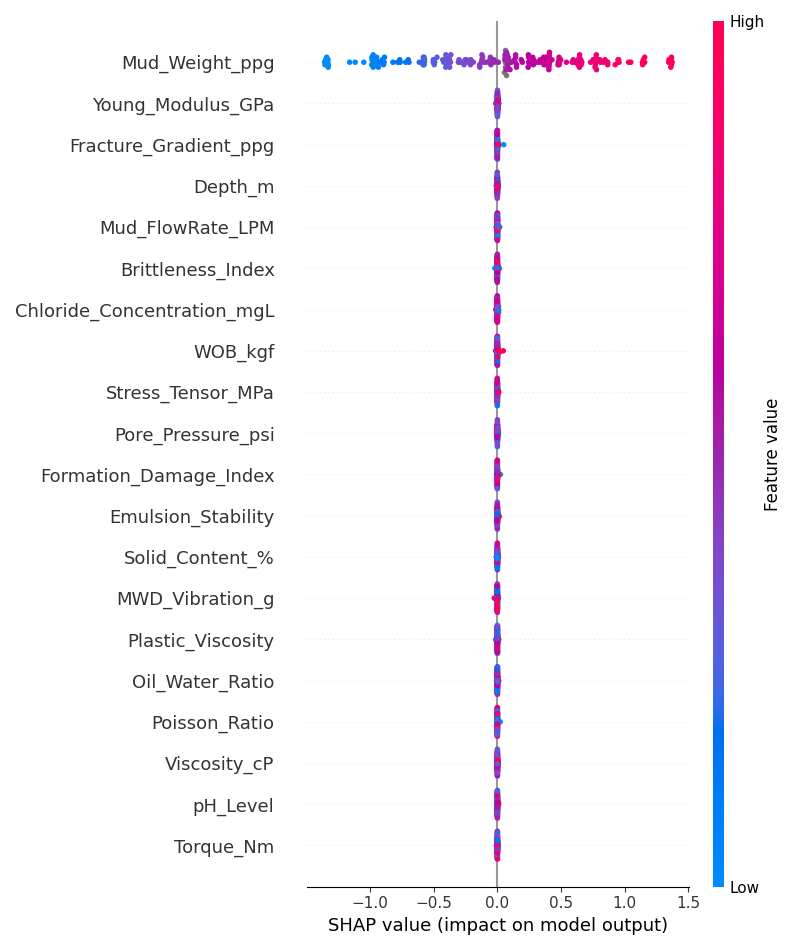 High
Mud_Weight_ppg
Young_Modulus_GPa
Fracture_Gradient_ppg
Depth_m
Mud_FlowRate_LPM
Brittleness_Index
Chloride_Concentration_mgL
WOB_kgf
Stress_Tensor_MPa
Pore_Pressure_psi
Formation_Damage_Index
Emulsion_Stability
Solid_Content_%
MWD_Vibration_g
Plastic_Viscosity
Oil_Water_Ratio
Poisson_Ratio
Viscosity_cP
pH_Level
Torque_Nm
Feature value
Low
−1.0 −0.5 0.0 0.5 1.0 1.5
SHAP value (impact on model output)